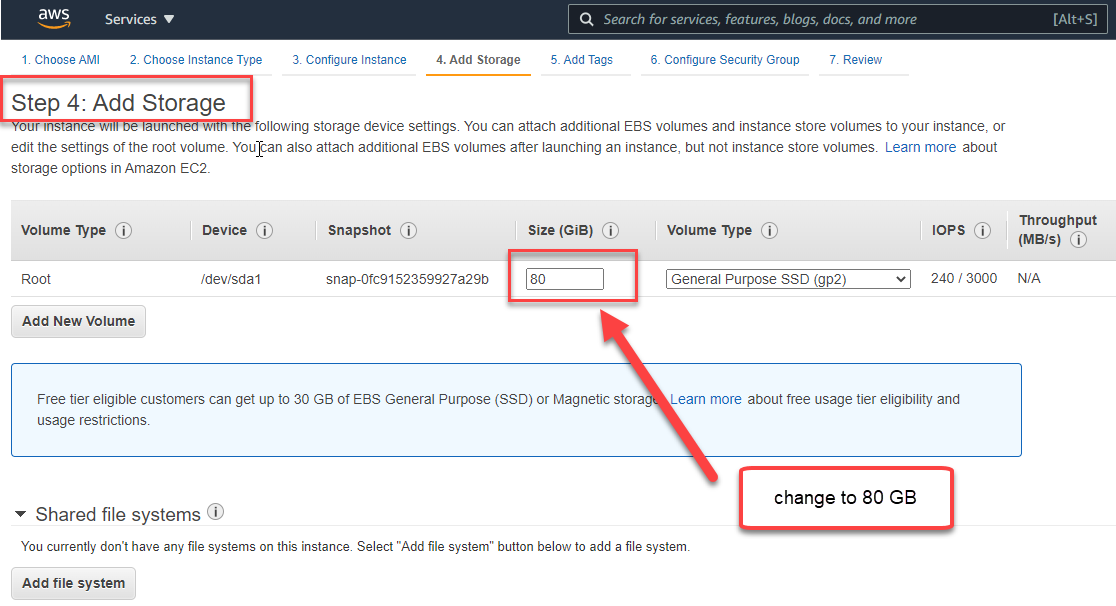 aws Services Search for services, features, blogs, docs, and more [Alt+S]
1. Choose AMI 2. Choose Instance Type 3. Configure Instance 4. Add Storage 5. Add Tags 6. Configure Security Group 7. Review
Step 4: Add Storage
Your instance will be launched with the following storage device settings. You can attach additional EBS volumes and instance store volumes to your instance, or
edit the settings of the root volume. You can also attach additional EBS volumes after launching an instance, but not instance store volumes. Learn more about
storage options in Amazon EC2.
Volume Type i Device i Snapshot i Size (GiB) i Volume Type i IOPS i Throughput
(MB/s) i
Root /dev/sda1 snap-0fc9152359927a29b 80 General Purpose SSD (gp2) 240 / 3000 N/A
Add New Volume
Free tier eligible customers can get up to 30 GB of EBS General Purpose (SSD) or Magnetic storage. Learn more about free usage tier eligibility and
usage restrictions.
change to 80 GB
Shared file systems i
You currently don't have any file systems on this instance. Select "Add file system" button below to add a file system.
Add file system